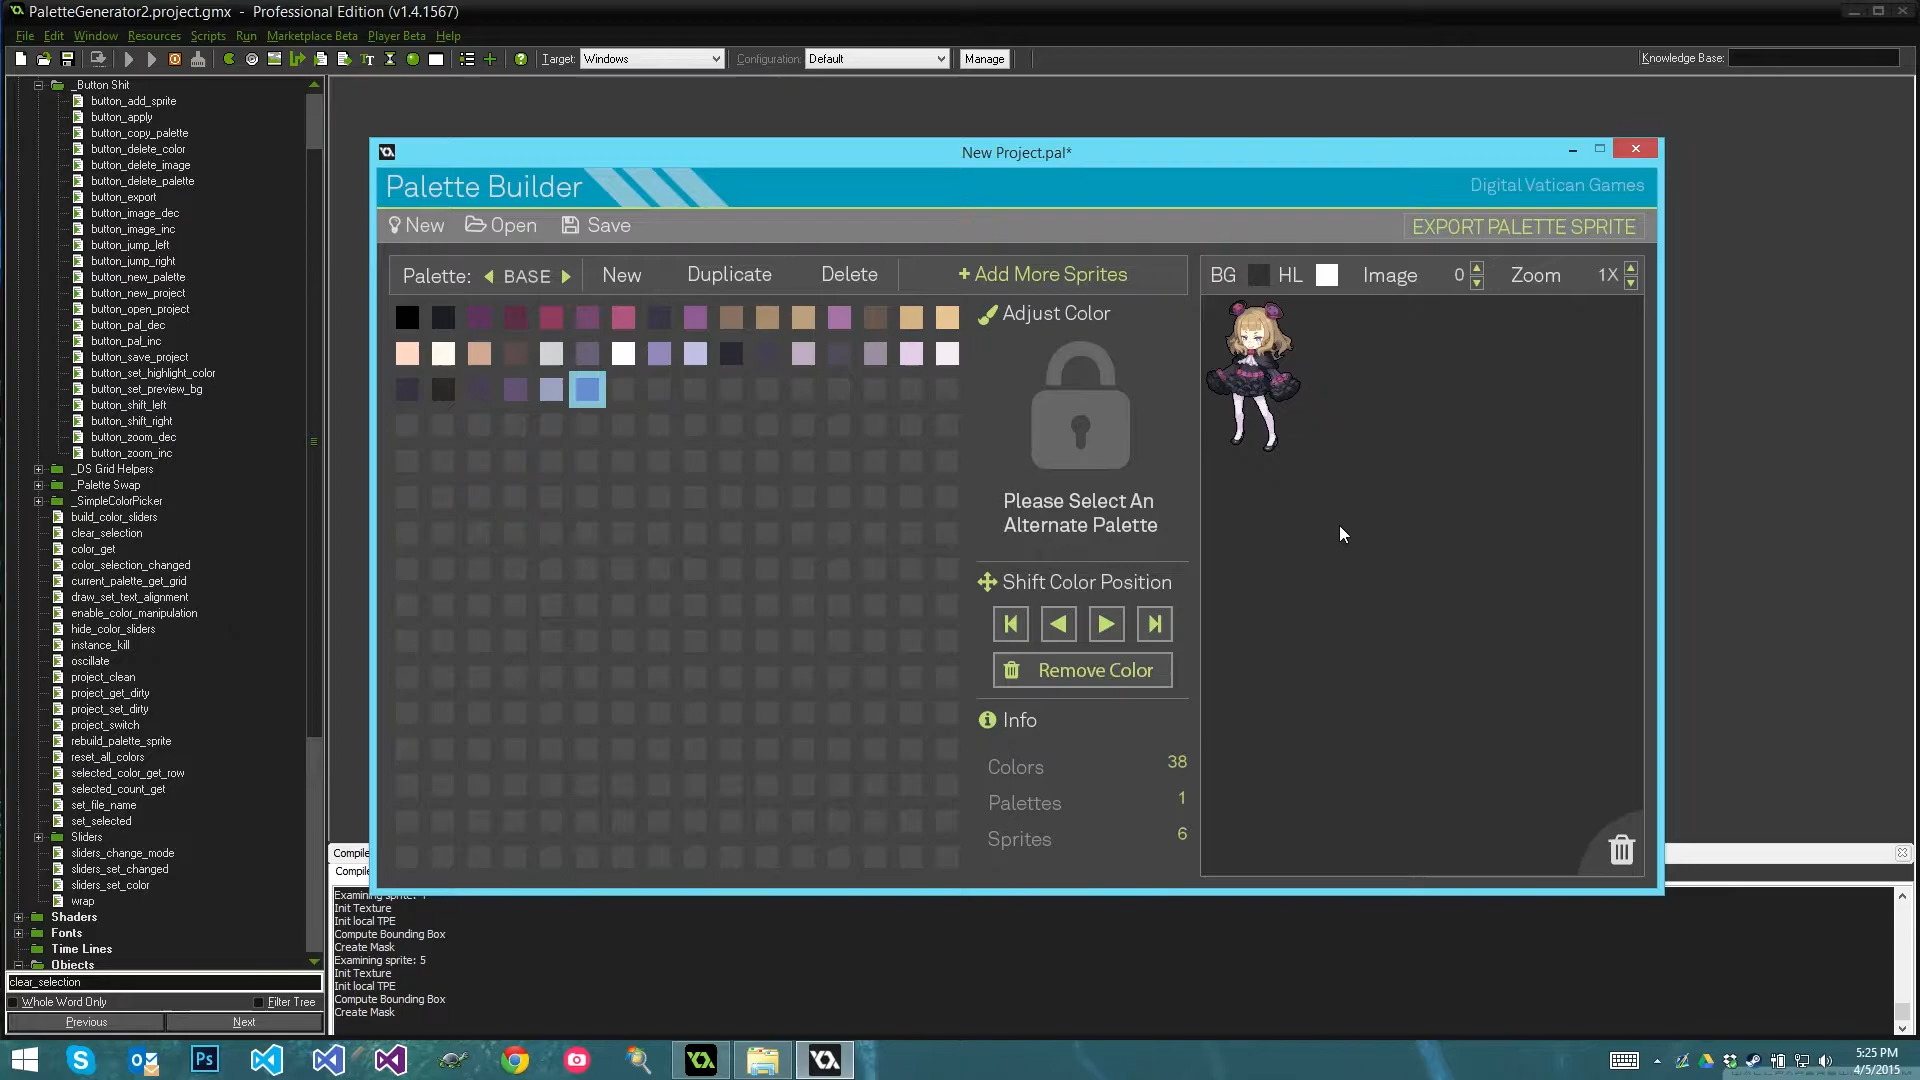 PaletteGenerator2.project.gmx - Professional Edition (v1.4.1567)
File Edit Window Resources Scripts Run Marketplace Beta Player Beta Help
Target: Windows Configuration: Default Manage Knowledge Base:
_Button Shit
button_add_sprite
button_apply
button_copy_palette
button_delete_color
button_delete_image
button_delete_palette
button_export
button_image_dec
button_image_inc
button_jump_left
button_jump_right
button_new_palette
button_new_project
button_open_project
button_pal_dec
button_pal_inc
button_save_project
button_set_highlight_color
button_set_preview_bg
button_shift_left
button_shift_right
button_zoom_dec
button_zoom_inc
_DS Grid Helpers
_Palette Swap
_SimpleColorPicker
build_color_sliders
clear_selection
color_get
color_selection_changed
current_palette_get_grid
draw_set_text_alignment
enable_color_manipulation
hide_color_sliders
instance_kill
oscillate
project_clean
project_get_dirty
project_set_dirty
project_switch
rebuild_palette_sprite
reset_all_colors
selected_color_get_row
selected_count_get
set_file_name
set_selected
Sliders
sliders_change_mode
sliders_set_changed
sliders_set_color
wrap
Shaders
Fonts
Time Lines
Objects
clear_selection
Whole Word Only Filter Tree
Previous Next
New Project.pal*
Palette Builder
Digital Vatican Games
New Open Save
EXPORT PALETTE SPRITE
Palette: BASE New Duplicate Delete + Add More Sprites
BG HL Image 0 Zoom 1X
Adjust Color
Please Select An
Alternate Palette
Shift Color Position
Remove Color
Info
Colors 38
Palettes 1
Sprites 6
Compile
Compile
Init Texture
Init local TPE
Compute Bounding Box
Create Mask
Examining sprite: 5
Init Texture
Init local TPE
Compute Bounding Box
Create Mask
5:25 PM
4/5/2015